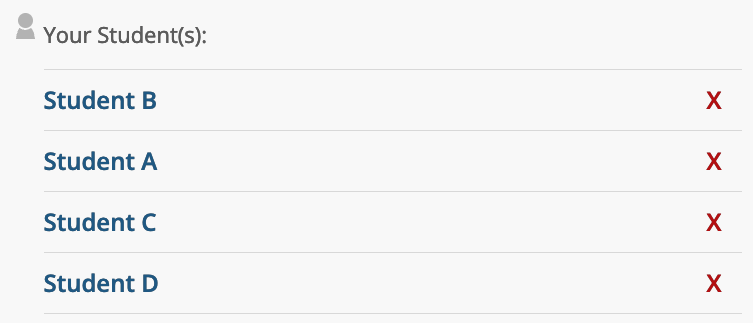 Your Student(s):
Student B X
Student A X
Student C X
Student D X